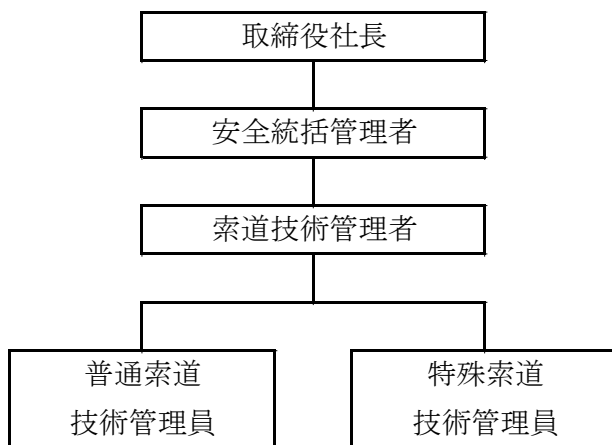 取締役社長
安全統括管理者
索道技術管理者
普通索道
技術管理員
特殊索道
技術管理員